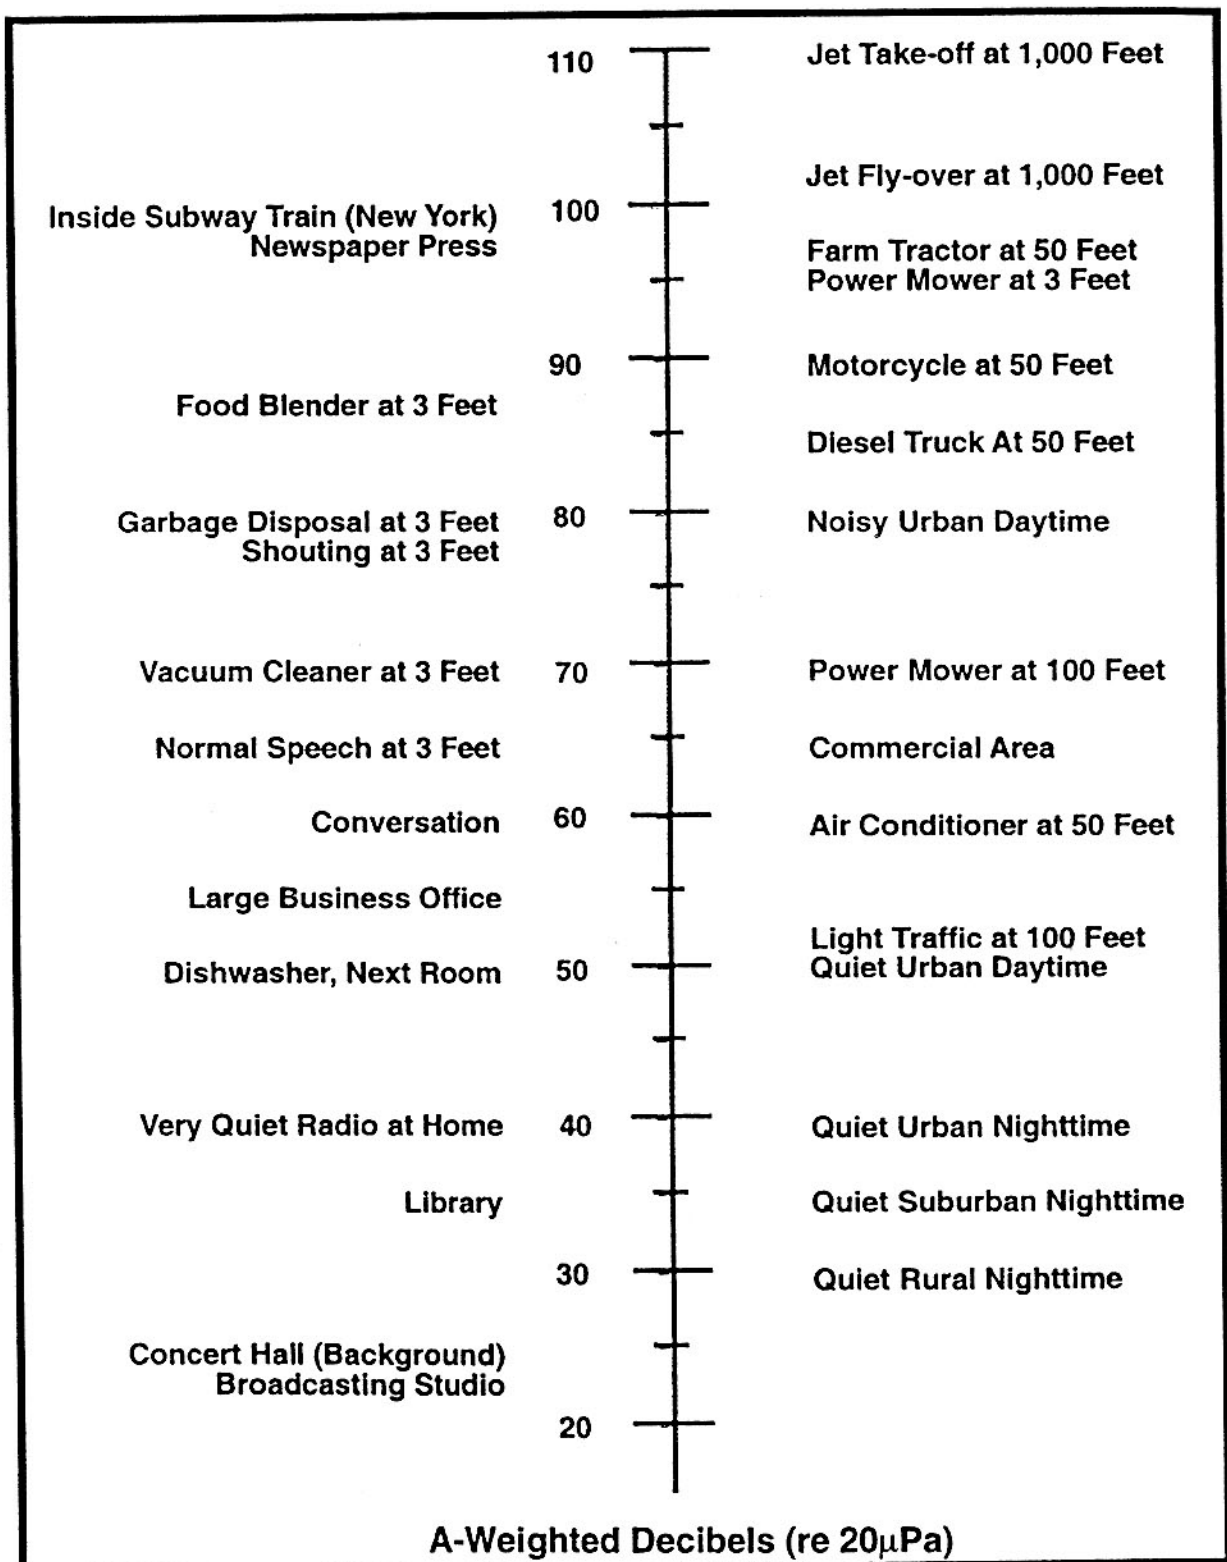 110 Jet Take-off at 1,000 Feet
Jet Fly-over at 1,000 Feet
Inside Subway Train (New York) 100
Newspaper Press
Farm Tractor at 50 Feet
Power Mower at 3 Feet
90 Motorcycle at 50 Feet
Food Blender at 3 Feet
Diesel Truck At 50 Feet
Garbage Disposal at 3 Feet 80 Noisy Urban Daytime
Shouting at 3 Feet
Vacuum Cleaner at 3 Feet 70 Power Mower at 100 Feet
Normal Speech at 3 Feet Commercial Area
Conversation 60 Air Conditioner at 50 Feet
Large Business Office
Light Traffic at 100 Feet
Dishwasher, Next Room 50 Quiet Urban Daytime
Very Quiet Radio at Home 40 Quiet Urban Nighttime
Library Quiet Suburban Nighttime
30 Quiet Rural Nighttime
Concert Hall (Background)
Broadcasting Studio
20
A-Weighted Decibels (re 20μPa)